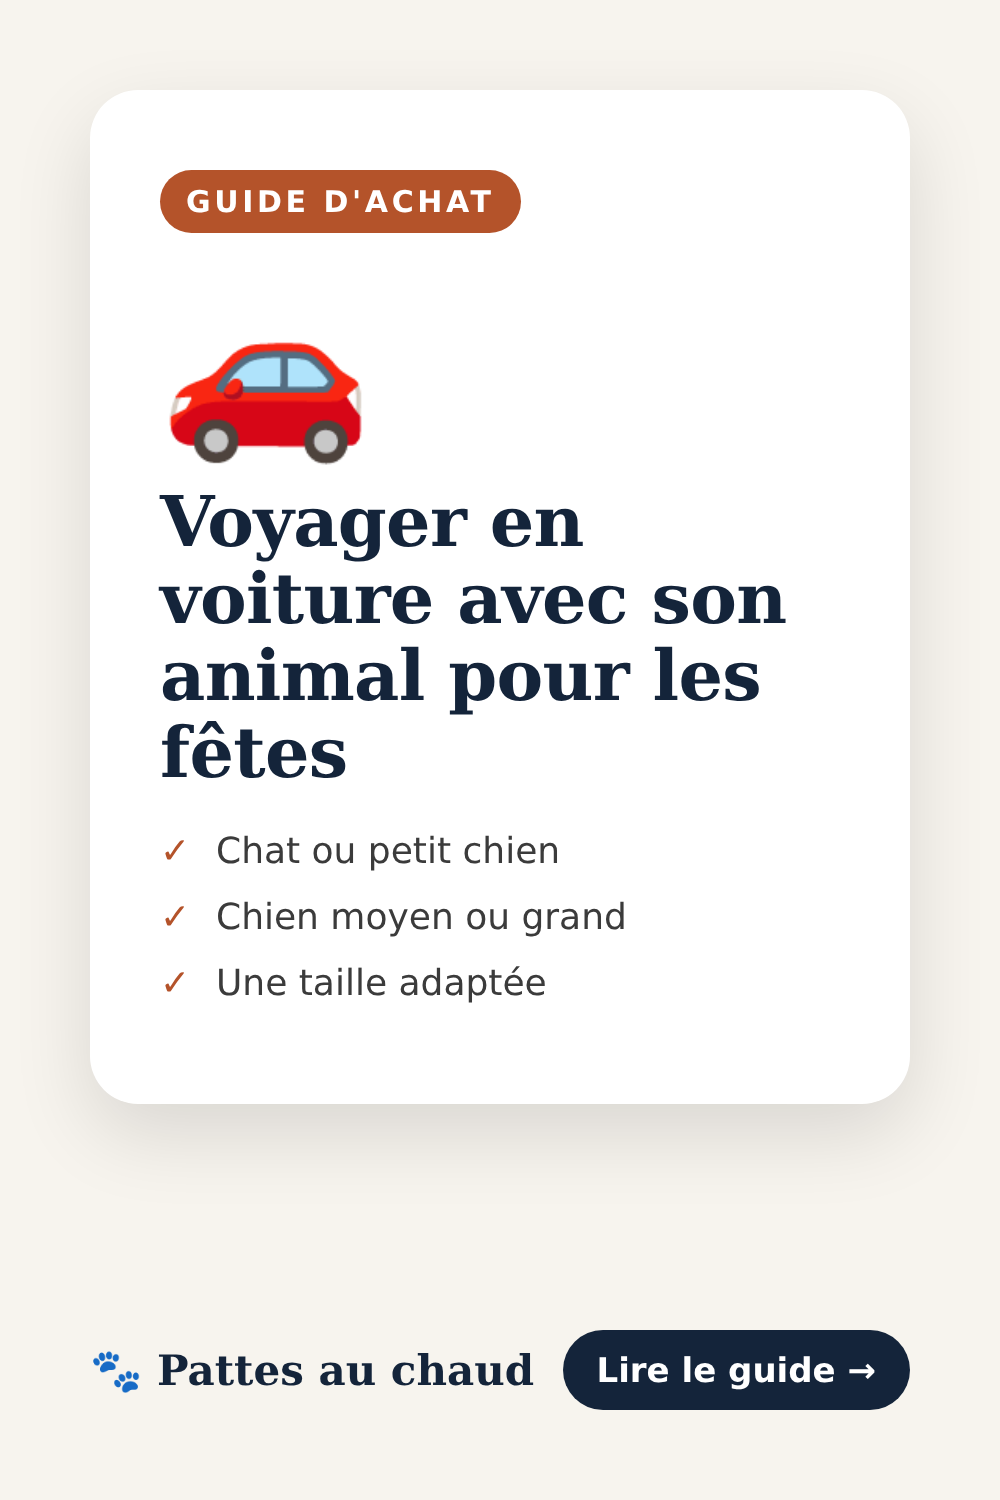 GUIDE D'ACHAT
Voyager en
voiture avec son
animal pour les
fêtes
✓ Chat ou petit chien
✓ Chien moyen ou grand
✓ Une taille adaptée
Pattes au chaud
Lire le guide →